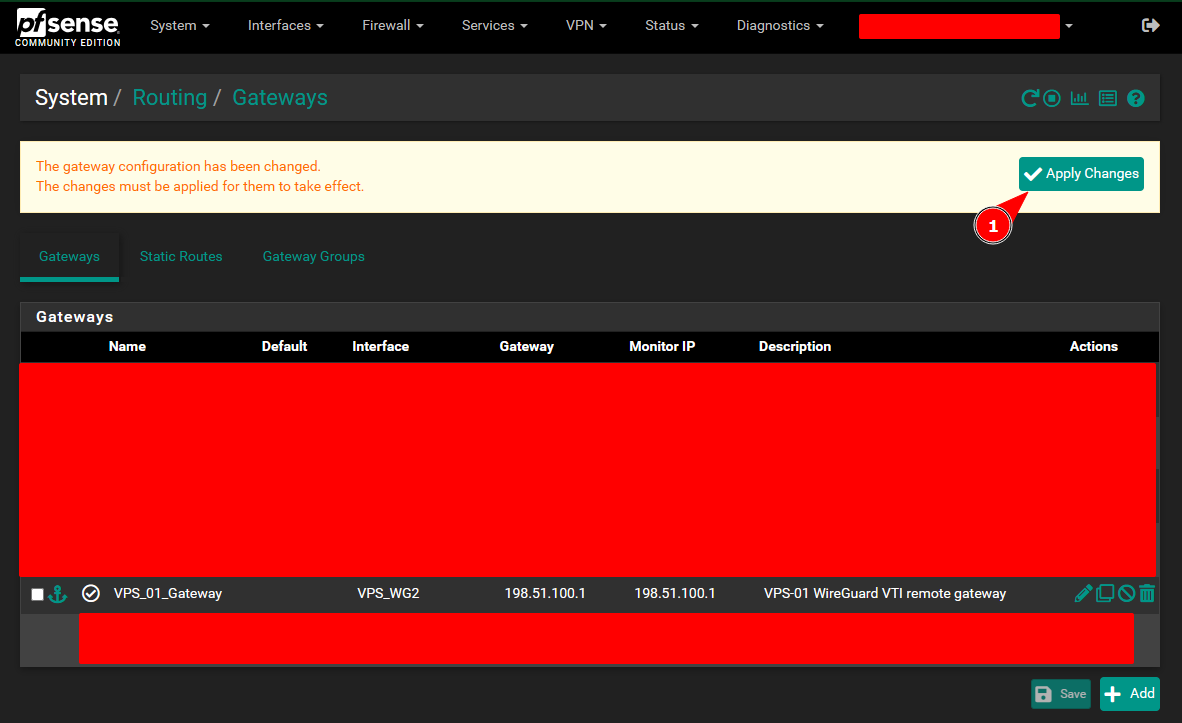 pfsense. System Interfaces Firewall Services VPN Status Diagnostics
COMMUNITY EDITION
System / Routing / Gateways
The gateway configuration has been changed.
The changes must be applied for them to take effect.
Apply Changes
1
Gateways Static Routes Gateway Groups
Gateways
Name Default Interface Gateway Monitor IP Description Actions
VPS_01_Gateway VPS_WG2 198.51.100.1 198.51.100.1 VPS-01 WireGuard VTI remote gateway
Save Add